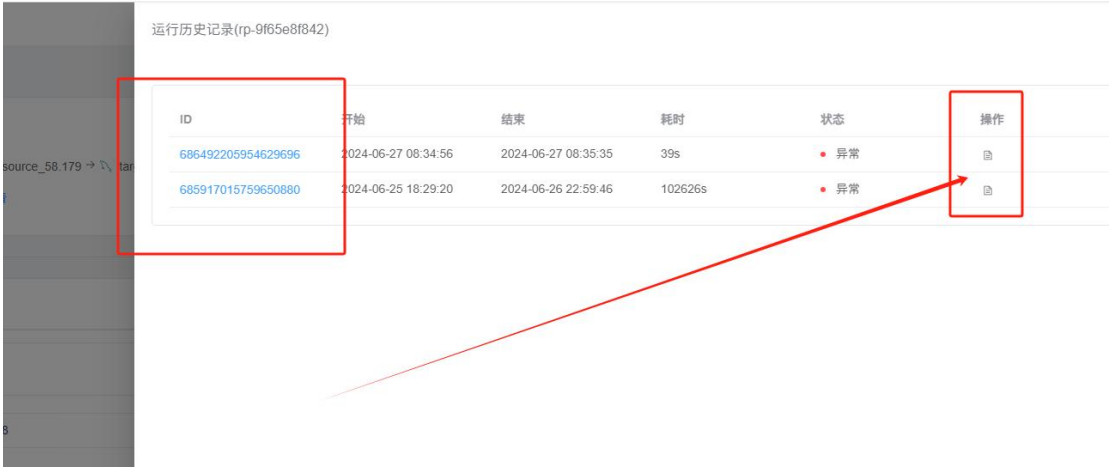 运行历史记录(rp-9f65e8f842)
ID 开始 结束 耗时 状态 操作
686492205954629696 2024-06-27 08:34:56 2024-06-27 08:35:35 39s 异常
source_58.179 → tar
685917015759650880 2024-06-25 18:29:20 2024-06-26 22:59:46 102626s 异常
8